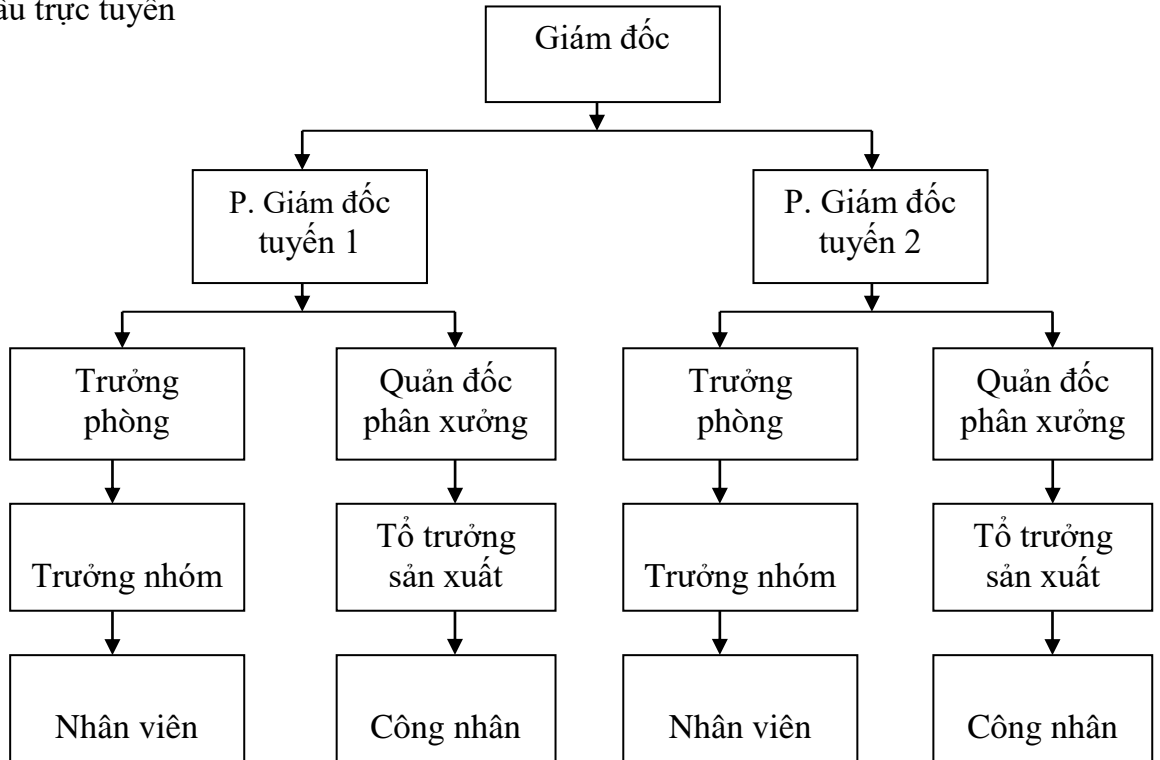 trực tuyến
Giám đốc
P. Giám đốc
tuyến 1
P. Giám đốc
tuyến 2
Trưởng
phòng
Quản đốc
phân xưởng
Trưởng
phòng
Quản đốc
phân xưởng
Trưởng nhóm
Tổ trưởng
sản xuất
Trưởng nhóm
Tổ trưởng
sản xuất
Nhân viên
Công nhân
Nhân viên
Công nhân